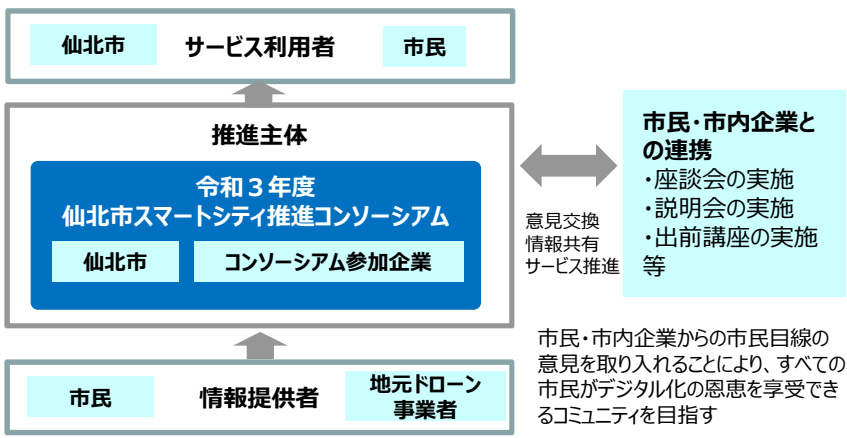 仙北市 サービス利用者 市民
推進主体
令和３年度
仙北市スマートシティ推進コンソーシアム
仙北市 コンソーシアム参加企業
市民 情報提供者 地元ドローン
事業者
意見交換
情報共有
サービス推進
市民・市内企業と
の連携
・座談会の実施
・説明会の実施
・出前講座の実施
等
市民・市内企業からの市民目線の
意見を取り入れることにより、すべての
市民がデジタル化の恩恵を享受でき
るコミュニティを目指す